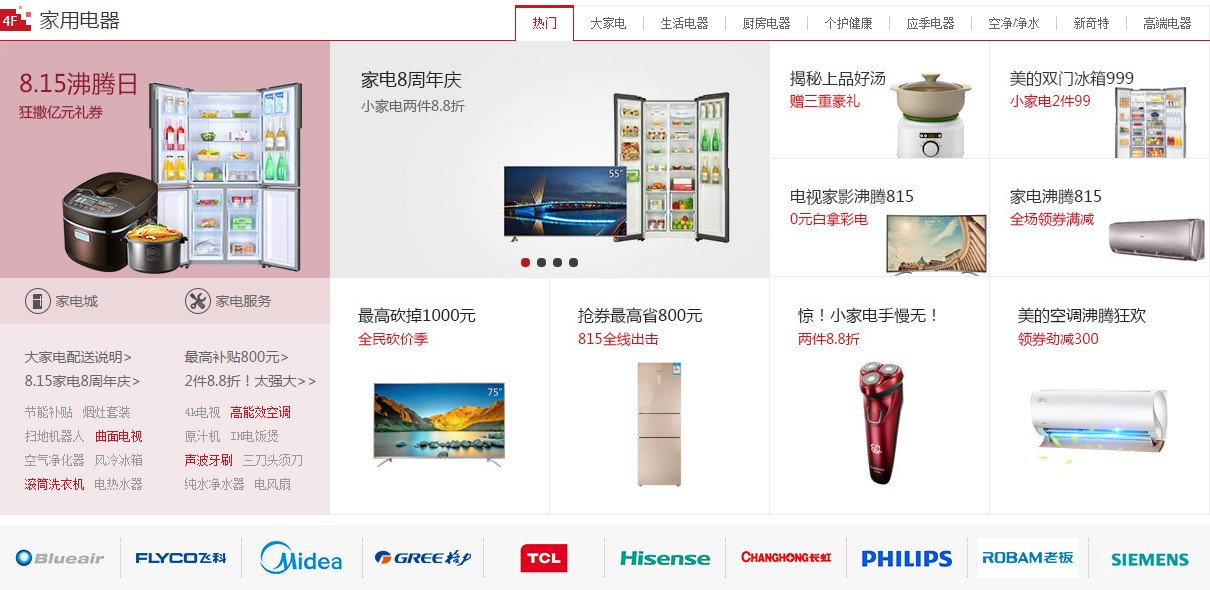 4F 家用电器
热门 大家电 生活电器 厨房电器 个护健康 应季电器 空净/净水 新奇特 高端电器
8.15沸腾日
狂撒亿元礼券
家电8周年庆
小家电两件8.8折
55"
揭秘上品好汤
赠三重豪礼
美的双门冰箱999
小家电2件99
电视家影沸腾815
0元白拿彩电
家电沸腾815
全场领券满减
家电城 家电服务
大家电配送说明> 最高补贴800元>
8.15家电8周年庆> 2件8.8折！太强大>>
节能补贴 烟灶套装 4k电视 高能效空调
扫地机器人 曲面电视 原汁机 IH电饭煲
空气净化器 风冷冰箱 声波牙刷 三刀头须刀
滚筒洗衣机 电热水器 纯水净水器 电风扇
最高砍掉1000元
全民砍价季
75"
抢券最高省800元
815全线出击
惊！小家电手慢无！
两件8.8折
美的空调沸腾狂欢
领券劲减300
Blueair FLYCO飞科 Midea GREE格力 TCL Hisense CHANGHONG长虹 PHILIPS ROBAM老板 SIEMENS